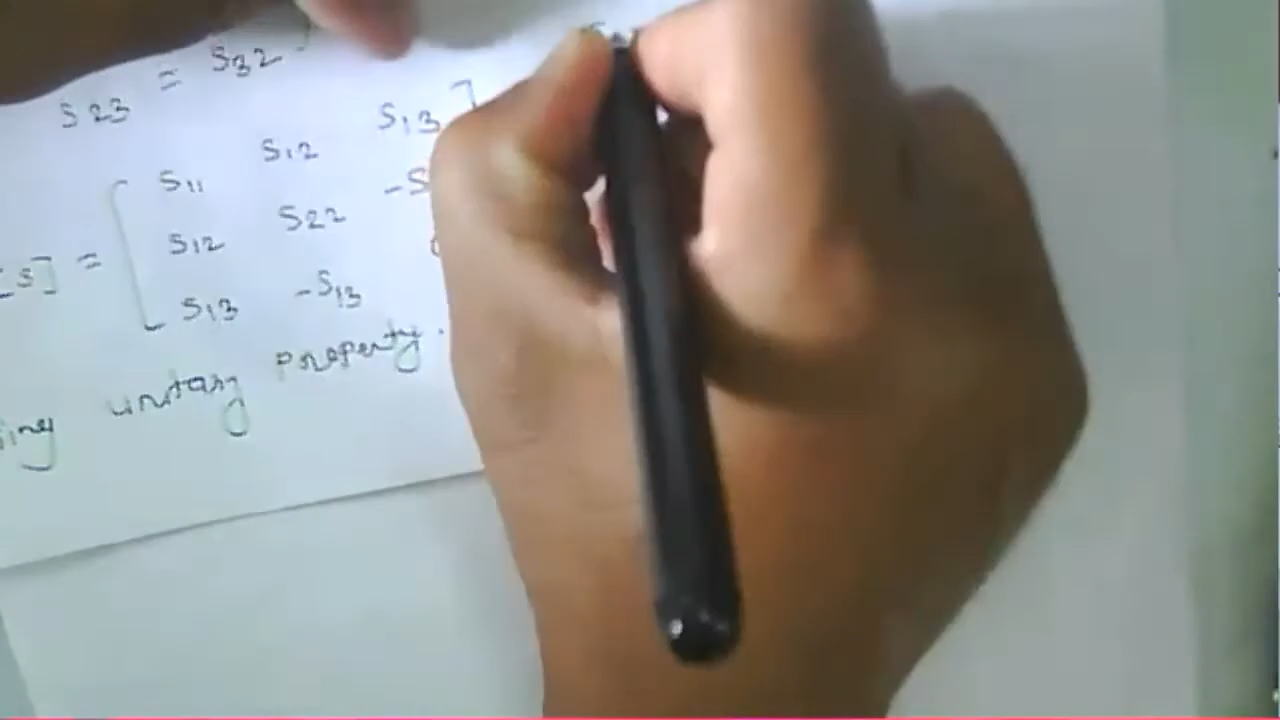 S23 = S32
S11 S12 S13
[S] = S12 S22 -S
S13 -S13
unitary property.